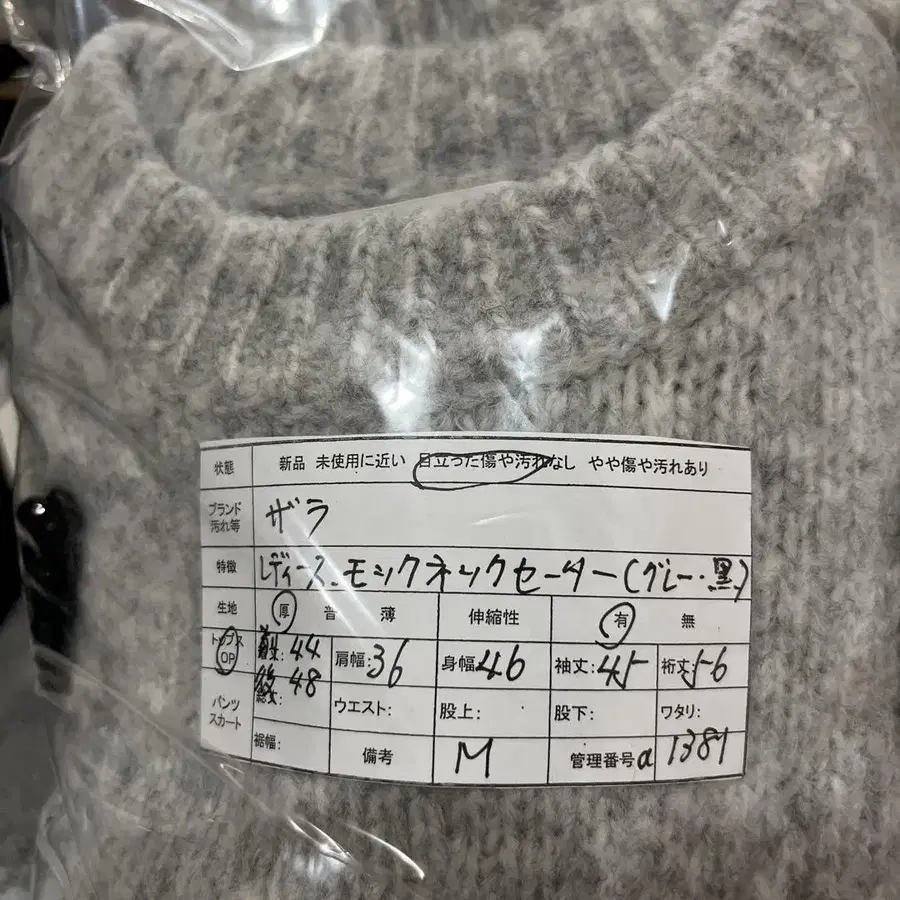 状態 新品 未使用に近い 目立った傷や汚れなし やや傷や汚れあり
ブランド 汚れ等 ザラ
特徴 レディース モックネックセーター(グレー・黒)
生地 厚 普 薄 伸縮性 有 無
トップス OP 44 肩幅:36 身幅:46 袖丈:45 裄丈:56
後 48
パンツ スカート ウエスト: 股上: 股下: ワタリ:
裾幅: 備考 M 管理番号 a 1381